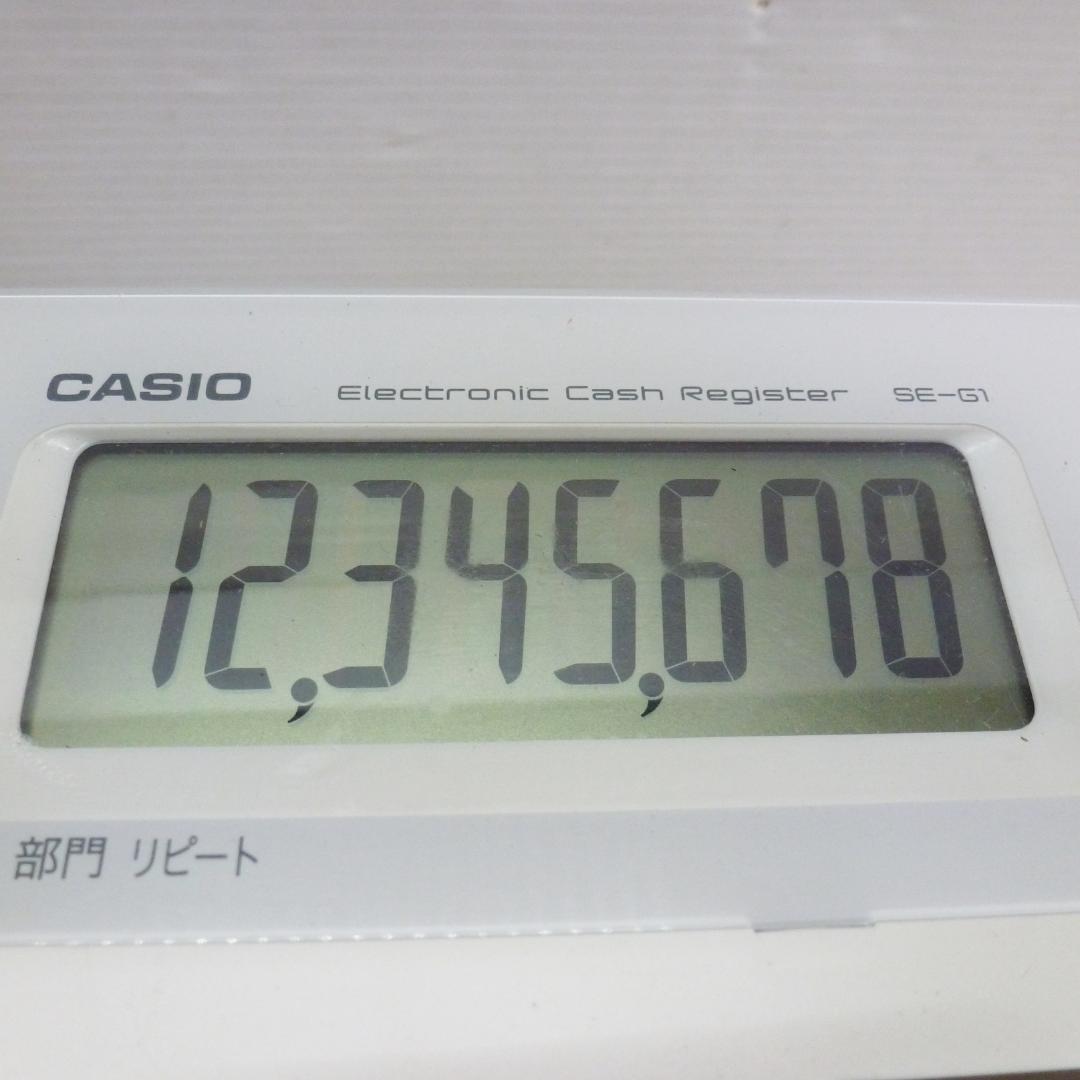 CASIO Electronic Cash Register SE-G1
12,345,678
部門 リピート